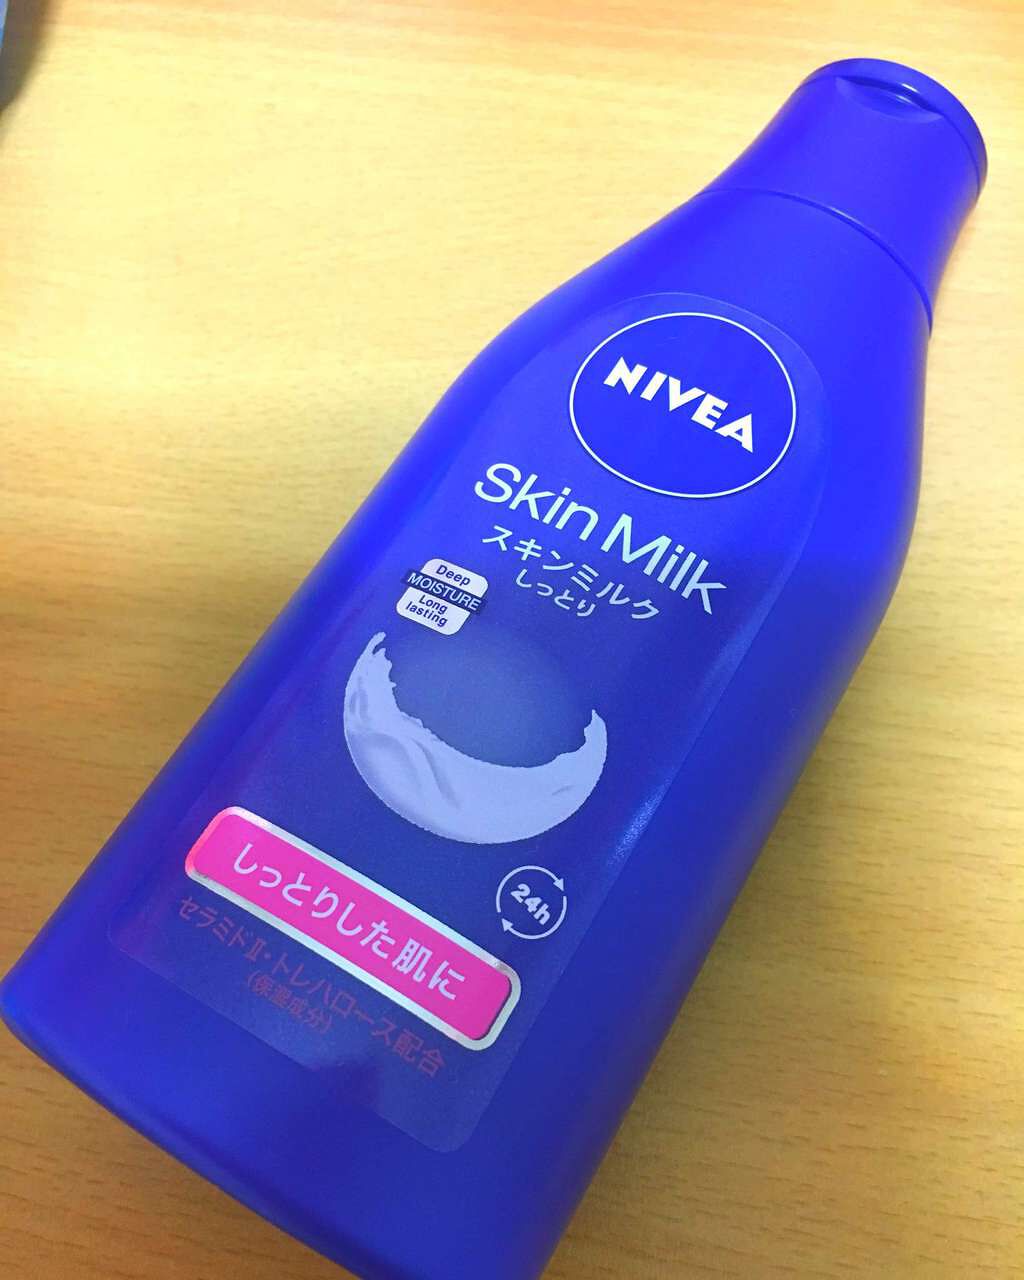 NIVEA
Skin Milk
スキンミルク
しっとり
Deep
MOISTURE
Long
lasting
24h
しっとりした肌に
セラミドⅡ・トレハロース配合
(保湿成分)